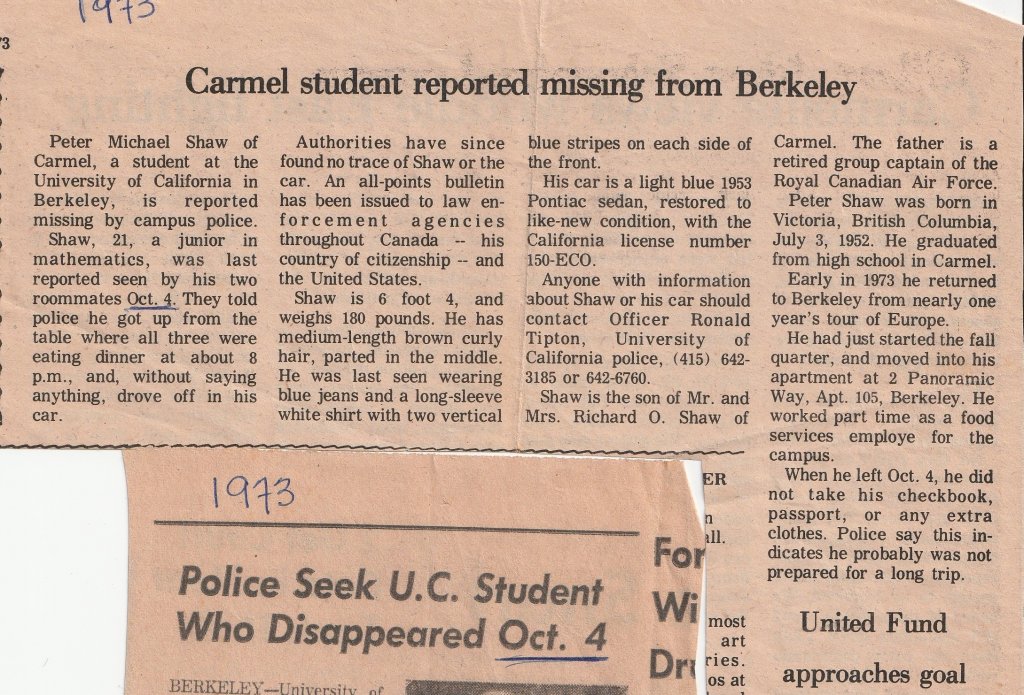 1973
Carmel student reported missing from Berkeley
Peter Michael Shaw of
Carmel, a student at the
University of California in
Berkeley, is reported
missing by campus police.
Shaw, 21, a junior in
mathematics, was last
reported seen by his two
roommates Oct. 4. They told
police he got up from the
table where all three were
eating dinner at about 8
p.m., and, without saying
anything, drove off in his
car.
Authorities have since
found no trace of Shaw or the
car. An all-points bulletin
has been issued to law en-
forcement agencies
throughout Canada -- his
country of citizenship -- and
the United States.
Shaw is 6 foot 4, and
weighs 180 pounds. He has
medium-length brown curly
hair, parted in the middle.
He was last seen wearing
blue jeans and a long-sleeve
white shirt with two vertical
blue stripes on each side of
the front.
His car is a light blue 1953
Pontiac sedan, restored to
like-new condition, with the
California license number
150-ECO.
Anyone with information
about Shaw or his car should
contact Officer Ronald
Tipton, University of
California police, (415) 642-
3185 or 642-6760.
Shaw is the son of Mr. and
Mrs. Richard O. Shaw of
Carmel. The father is a
retired group captain of the
Royal Canadian Air Force.
Peter Shaw was born in
Victoria, British Columbia,
July 3, 1952. He graduated
from high school in Carmel.
Early in 1973 he returned
to Berkeley from nearly one
year's tour of Europe.
He had just started the fall
quarter, and moved into his
apartment at 2 Panoramic
Way, Apt. 105, Berkeley. He
worked part time as a food
services employe for the
campus.
When he left Oct. 4, he did
not take his checkbook,
passport, or any extra
clothes. Police say this in-
dicates he probably was not
prepared for a long trip.
United Fund
approaches goal
1973
Police Seek U.C. Student
Who Disappeared Oct. 4
BERKELEY—University of
For
Wi
Dr
ER
n
all.
most
art
ries.
os at